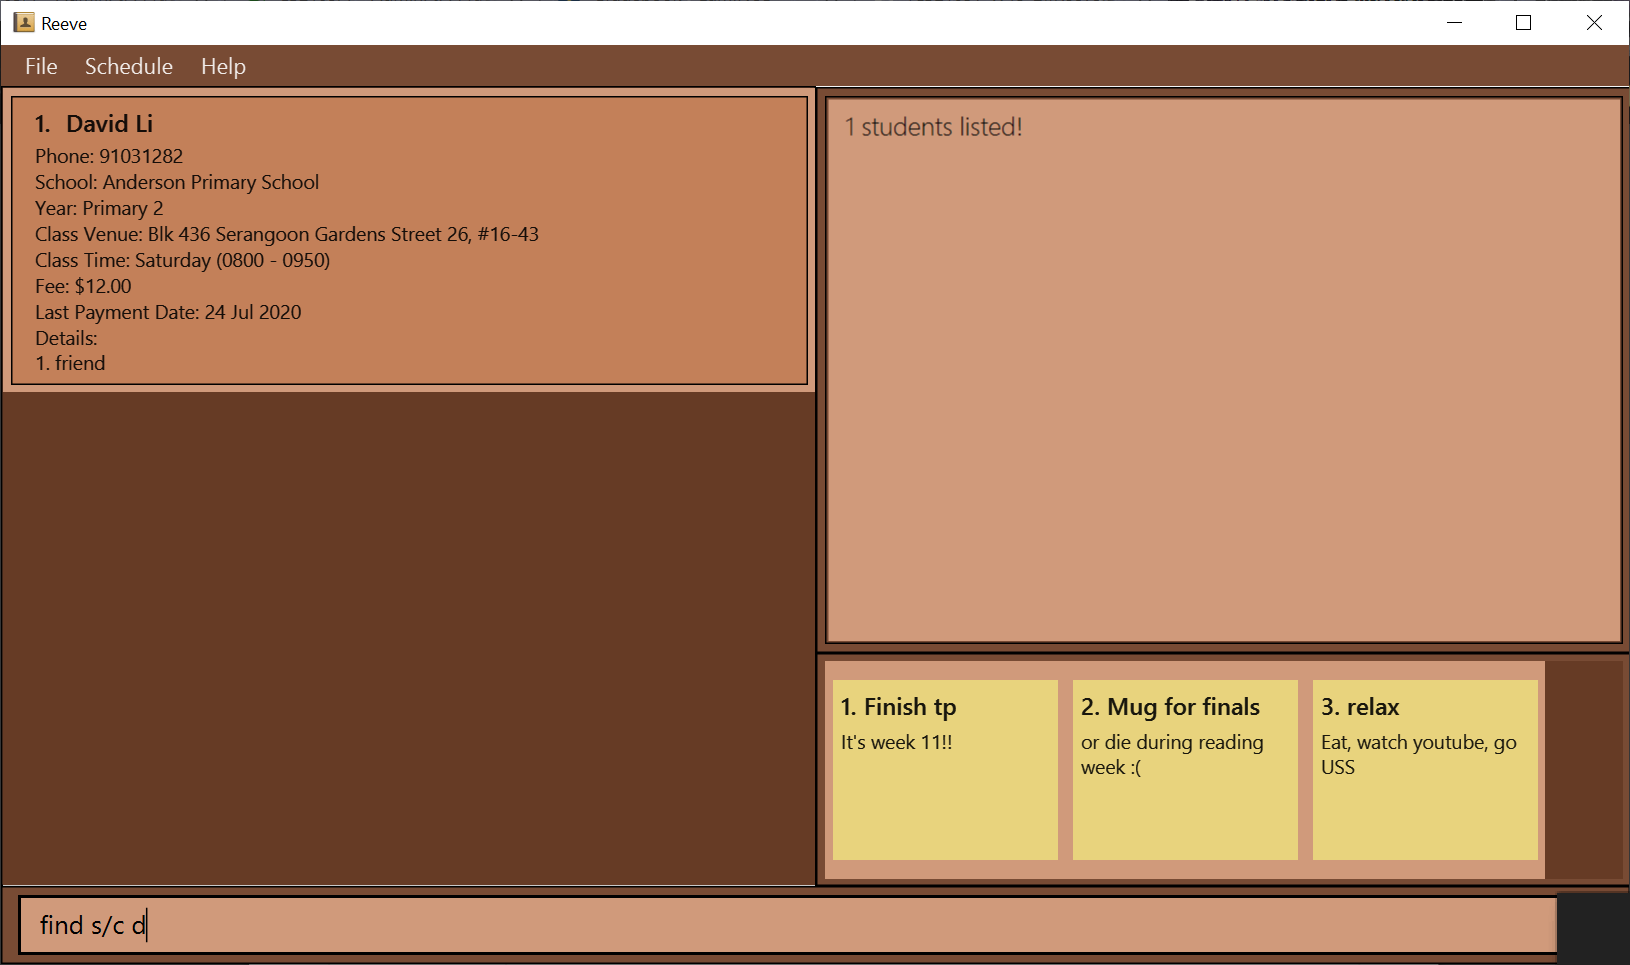 Reeve
File Schedule Help
1. David Li
Phone: 91031282
School: Anderson Primary School
Year: Primary 2
Class Venue: Blk 436 Serangoon Gardens Street 26, #16-43
Class Time: Saturday (0800 - 0950)
Fee: $12.00
Last Payment Date: 24 Jul 2020
Details:
1. friend
1 students listed!
1. Finish tp
It's week 11!!
2. Mug for finals
or die during reading
week :(
3. relax
Eat, watch youtube, go
USS
find s/c d